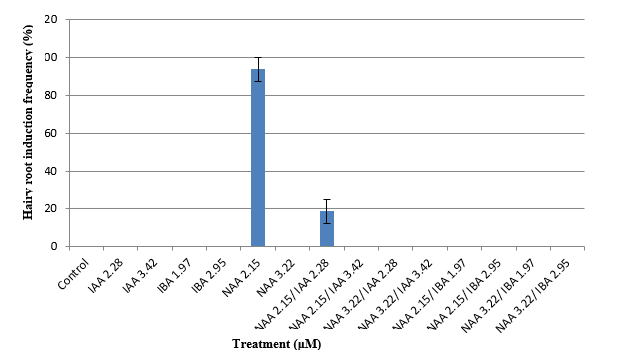 Hairy root induction frequency (%)
20
00
80
60
40
20
0
Control
IAA 2.28
IAA 3.42
IBA 1.97
IBA 2.95
NAA 2.15
NAA 3.22
NAA 2.15/ IAA 2.28
NAA 2.15/ IAA 3.42
NAA 3.22/ IAA 2.28
NAA 3.22/ IAA 3.42
NAA 2.15 / IBA 1.97
NAA 2.15/ IBA 2.95
NAA 3.22/ IBA 1.97
NAA 3.22/ IBA 2.95
Treatment (µM)